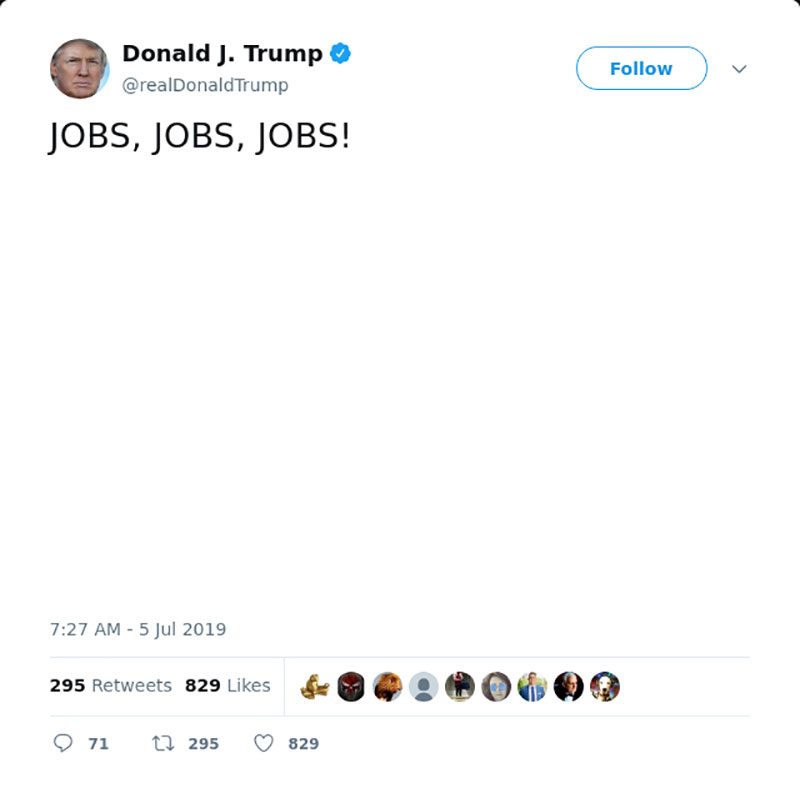 Donald J. Trump
@realDonaldTrump
Follow
JOBS, JOBS, JOBS!
7:27 AM - 5 Jul 2019
295 Retweets 829 Likes
71 295 829